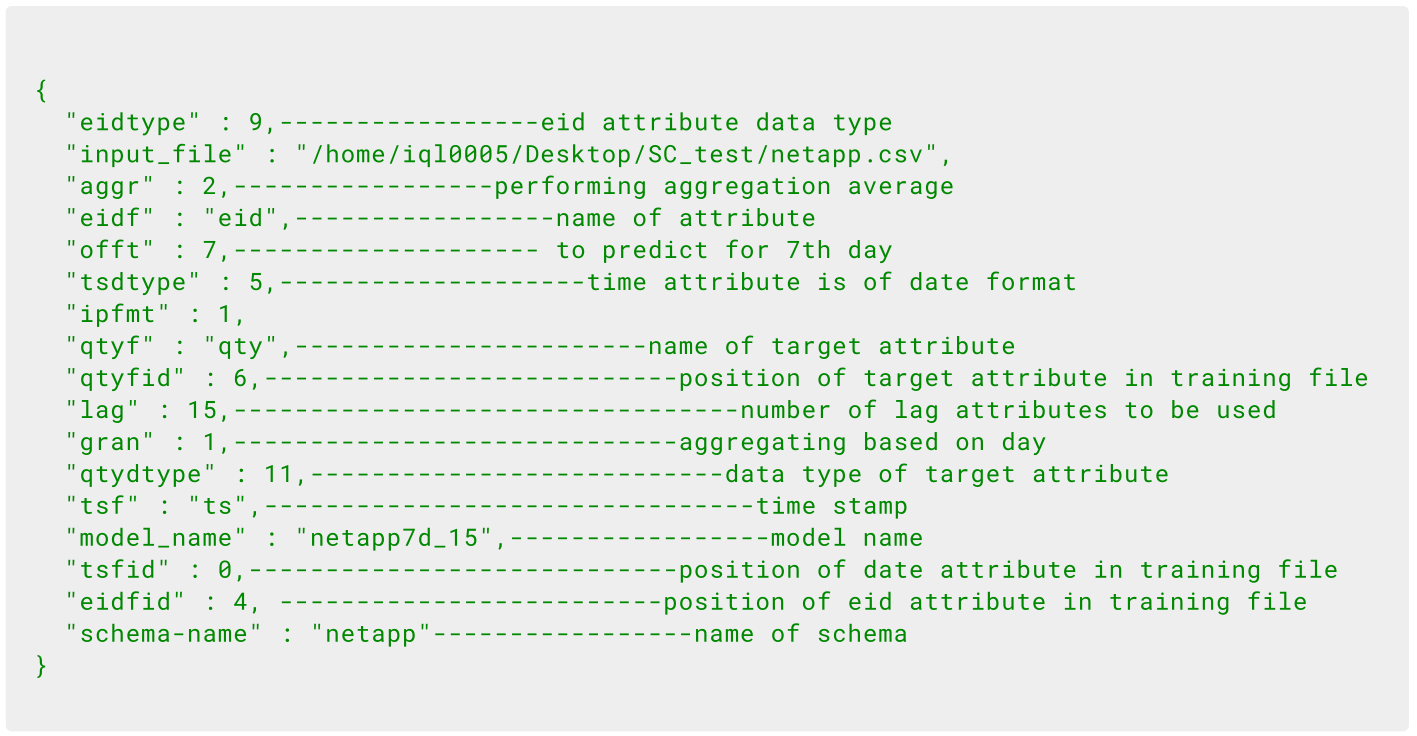 {
"eidtype" : 9,-----------------eid attribute data type
"input_file" : "/home/iql0005/Desktop/SC_test/netapp.csv",
"aggr" : 2,-----------------performing aggregation average
"eidf" : "eid",-----------------name of attribute
"offt" : 7,-------------------- to predict for 7th day
"tsdtype" : 5,--------------------time attribute is of date format
"ipfmt" : 1,
"qtyf" : "qty",-----------------------name of target attribute
"qtyfid" : 6,---------------------------position of target attribute in training file
"lag" : 15,---------------------------------number of lag attributes to be used
"gran" : 1,-----------------------------aggregating based on day
"qtydtype" : 11,---------------------------data type of target attribute
"tsf" : "ts",--------------------------------time stamp
"model_name" : "netapp7d_15",-----------------model name
"tsfid" : 0,----------------------------position of date attribute in training file
"eidfid" : 4, -------------------------position of eid attribute in training file
"schema-name" : "netapp"-----------------name of schema
}